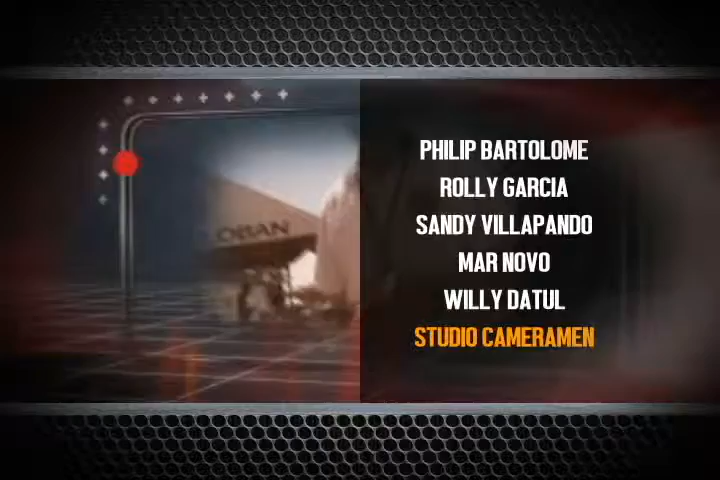 PHILIP BARTOLOME
ROLLY GARCIA
SANDY VILLAPANDO
MAR NOVO
WILLY DATUL
STUDIO CAMERAMEN